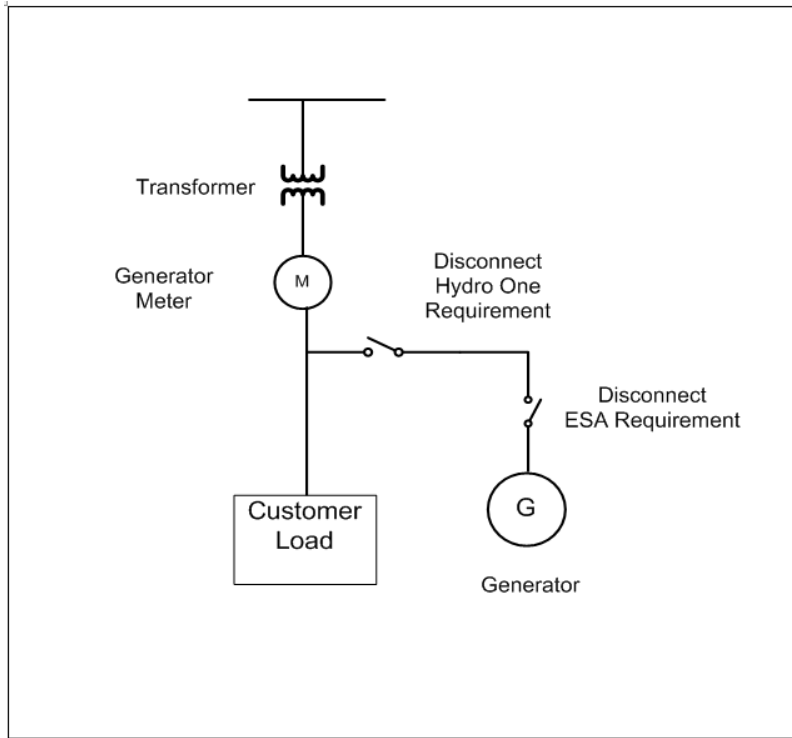 Transformer
Generator
Meter
M
Disconnect
Hydro One
Requirement
Disconnect
ESA Requirement
Customer
Load
G
Generator